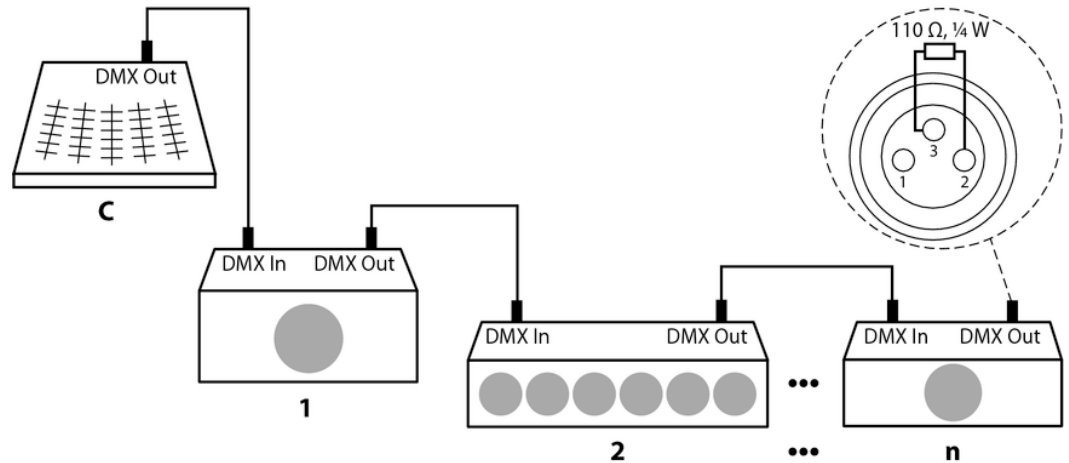 110 Ω, ¼ W
DMX Out
3
1
2
C
DMX In
DMX Out
1
DMX In
DMX Out
•••
2
•••
DMX In
DMX Out
n